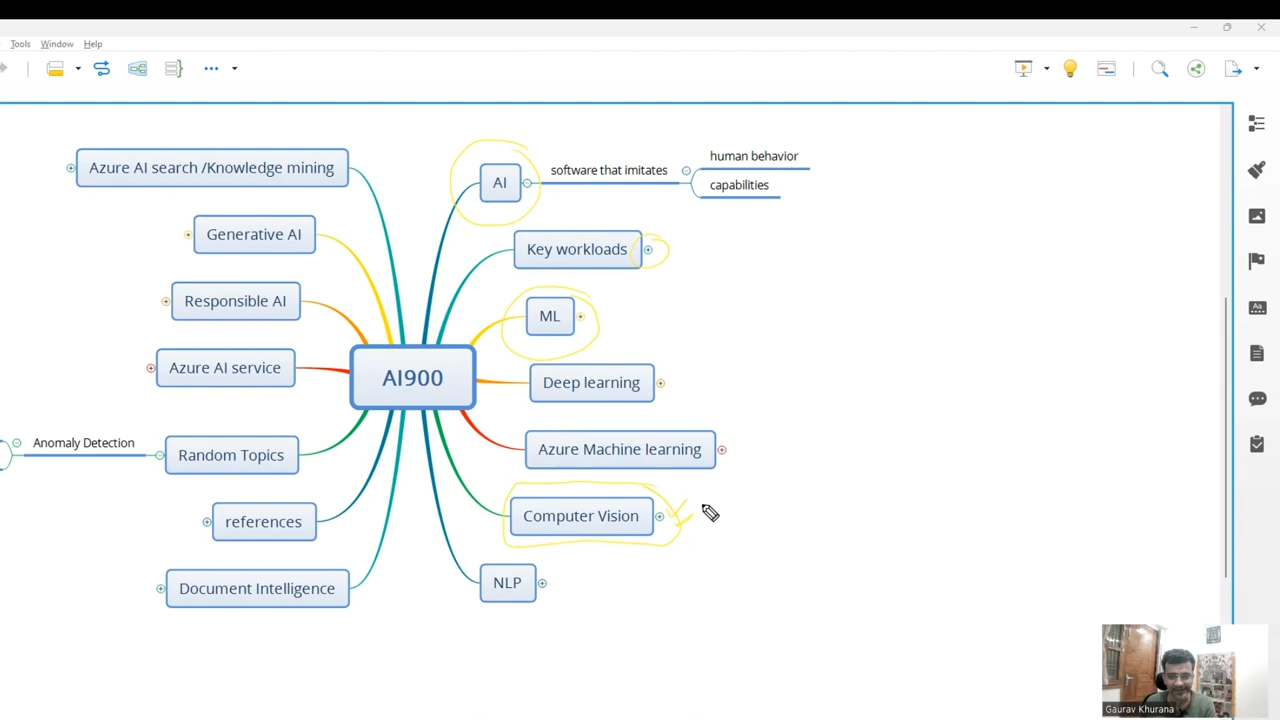 Tools Window Help
Azure AI search /Knowledge mining
Generative AI
Responsible AI
Azure AI service
Anomaly Detection
Random Topics
references
Document Intelligence
AI900
AI
software that imitates
human behavior
capabilities
Key workloads
ML
Deep learning
Azure Machine learning
Computer Vision
NLP
Aa
Gaurav Khurana